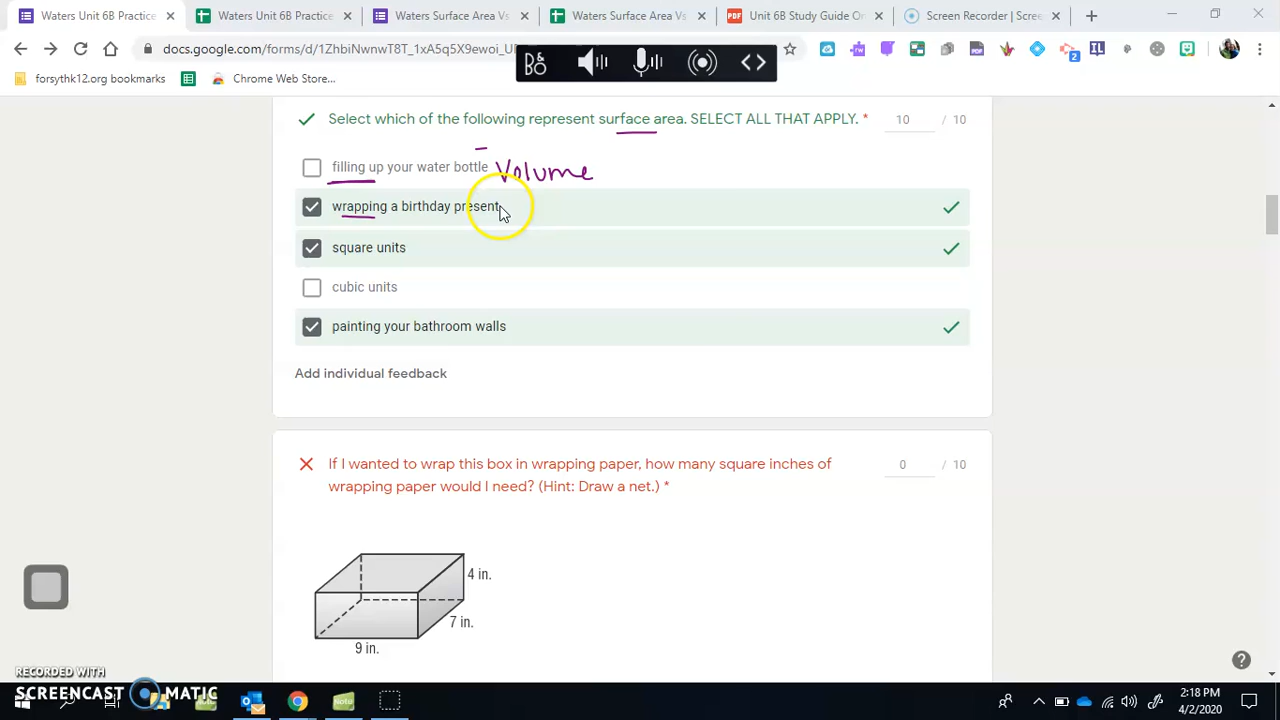 Waters Unit 6B Practice
Waters Unit 6B Practice
Waters Surface Area Vs
Waters Surface Area Vs
Unit 6B Study Guide
Screen Recorder | Scre
docs.google.com/forms/d/1ZhbiNwnwT8T_1xA5q5X9ewoi_U
forsythk12.org bookmarks
Chrome Web Store...
Select which of the following represent surface area. SELECT ALL THAT APPLY. *
10 / 10
filling up your water bottle
Volume
wrapping a birthday present
square units
cubic units
painting your bathroom walls
Add individual feedback
If I wanted to wrap this box in wrapping paper, how many square inches of
0 / 10
wrapping paper would I need? (Hint: Draw a net.) *
4 in.
7 in.
9 in.
RECORDED WITH
SCREENCAST MATIC
2:18 PM
4/2/2020